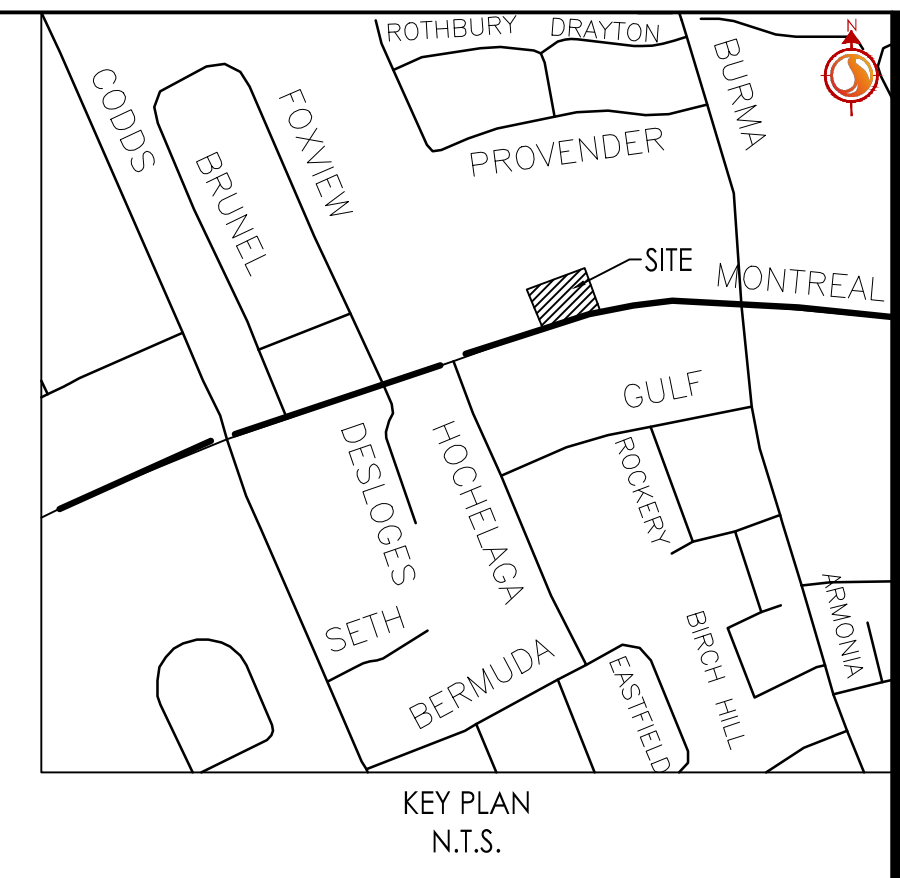 ROTHBURY
DRAYTON
N
BURMA
CODDS
FOXVIEW
BRUNEL
PROVENDER
SITE
MONTREAL
GULF
DESLOGES
HOCHELAGA
ROCKERY
ARMONIA
SETH
BERMUDA
EASTFIELD
BIRCH HILL
KEY PLAN
N.T.S.